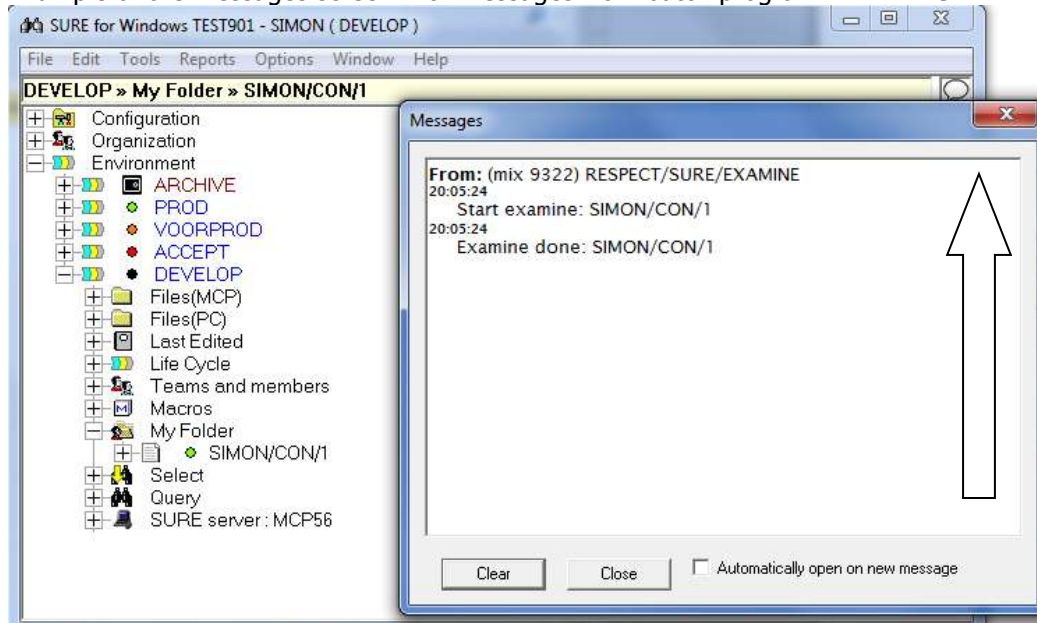 SURE for Windows TEST901 - SIMON ( DEVELOP )
File Edit Tools Reports Options Window Help
DEVELOP » My Folder » SIMON/CON/1
Configuration
Organization
Environment
ARCHIVE
PROD
VOORPROD
ACCEPT
DEVELOP
Files(MCP)
Files(PC)
Last Edited
Life Cycle
Teams and members
Macros
My Folder
SIMON/CON/1
Select
Query
SURE server : MCP56
Messages
From: (mix 9322) RESPECT/SURE/EXAMINE
20:05:24
Start examine: SIMON/CON/1
20:05:24
Examine done: SIMON/CON/1
Clear
Close
Automatically open on new message